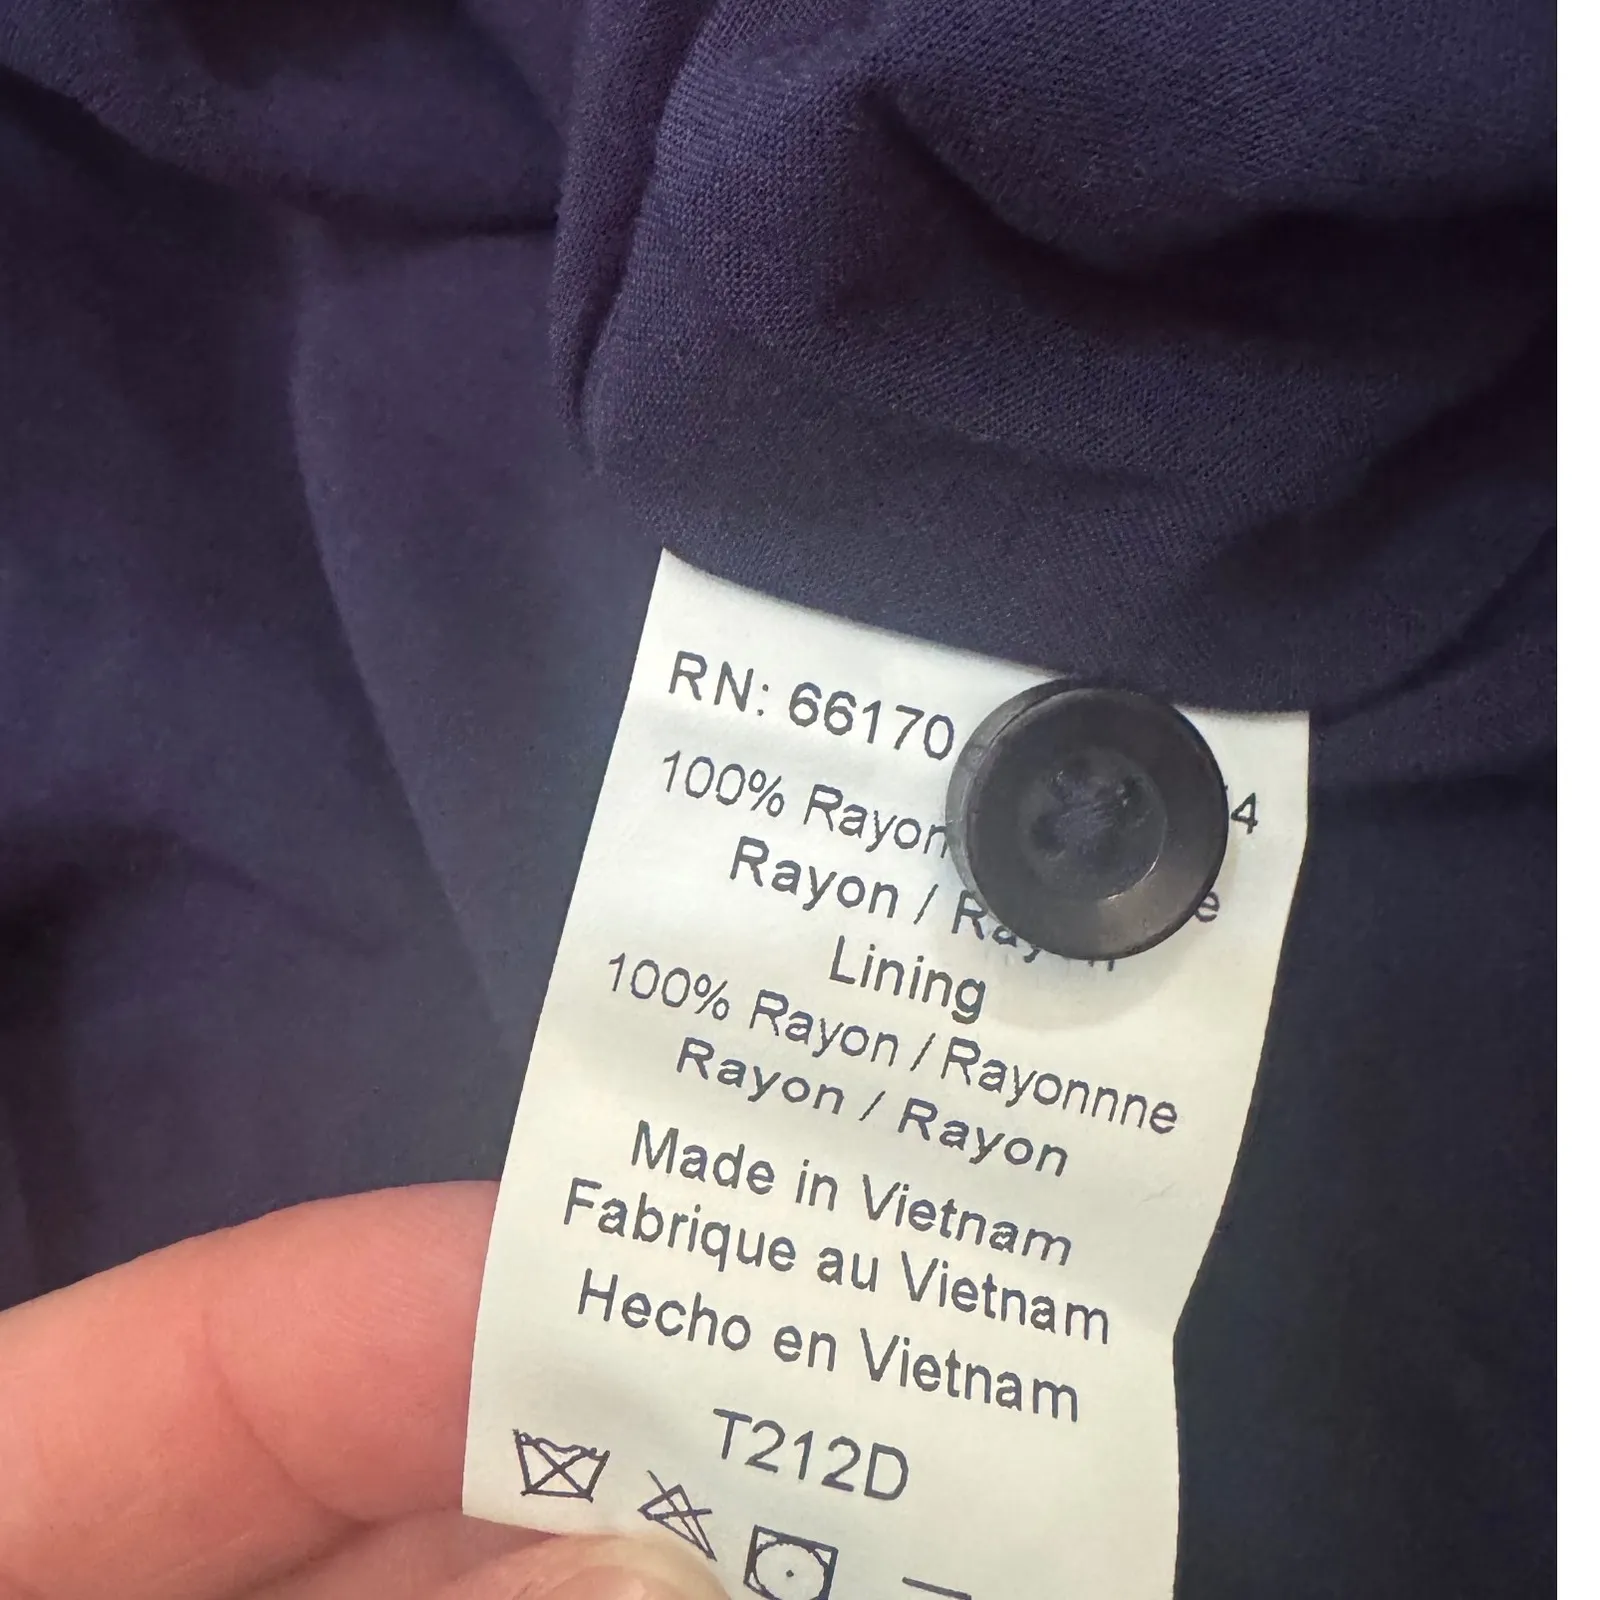 RN: 66170
100% Rayon
Rayon /
Lining
100% Rayon / Rayonnne
Rayon / Rayon
Made in Vietnam
Fabrique au Vietnam
Hecho en Vietnam
T212D